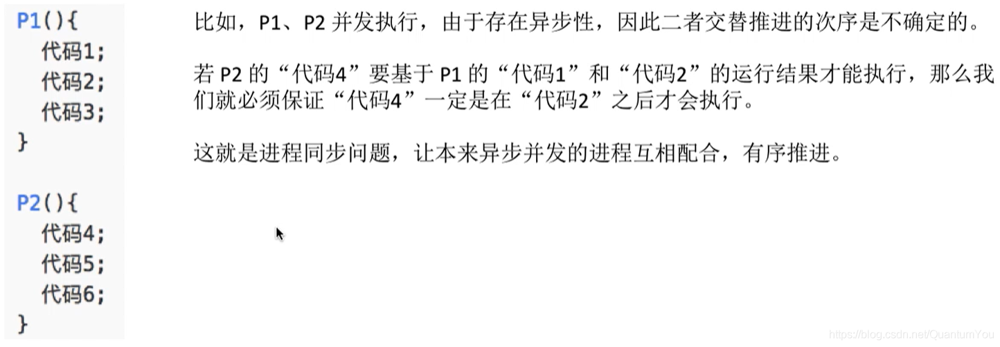 P1(){
代码1;
代码2;
代码3;
}
P2(){
代码4;
代码5;
代码6;
}
比如，P1、P2 并发执行，由于存在异步性，因此二者交替推进的次序是不确定的。
若 P2 的“代码4”要基于 P1 的“代码1”和“代码2”的运行结果才能执行，那么我
们就必须保证“代码4”一定是在“代码2”之后才会执行。
这就是进程同步问题，让本来异步并发的进程互相配合，有序推进。
https://blog.csdn.net/QuantumYou